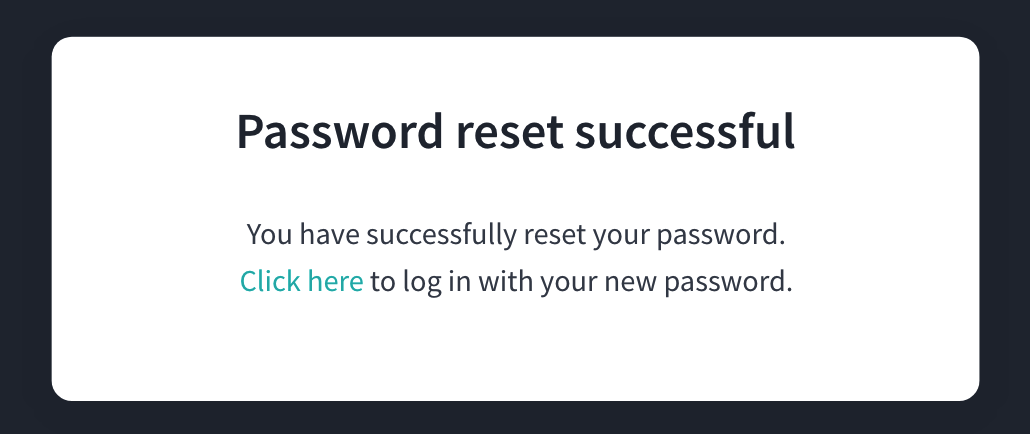 Password reset successful
You have successfully reset your password.
Click here to log in with your new password.